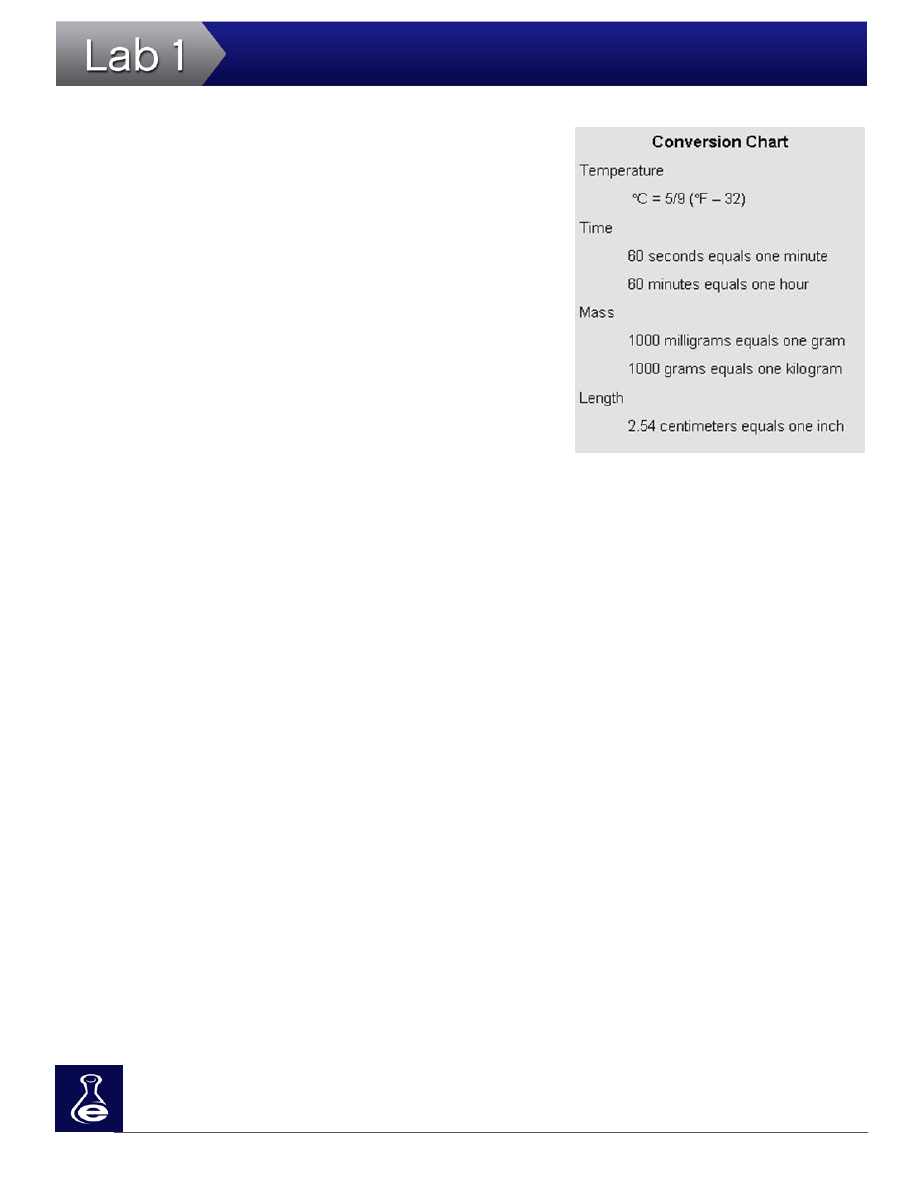 Lab 1
Conversion Chart
Temperature
°C = 5/9 (°F – 32)
Time
60 seconds equals one minute
60 minutes equals one hour
Mass
1000 milligrams equals one gram
1000 grams equals one kilogram
Length
2.54 centimeters equals one inch
e